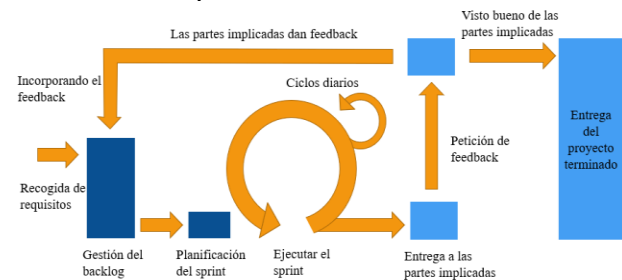 Visto bueno de las
partes implicadas
Las partes implicadas dan feedback
Incorporando el
feedback
Ciclos diarios
Entrega
del
proyecto
terminado
Petición de
feedback
Recogida de
requisitos
Gestión del
backlog
Planificación
del sprint
Ejecutar el
sprint
Entrega a las
partes implicadas